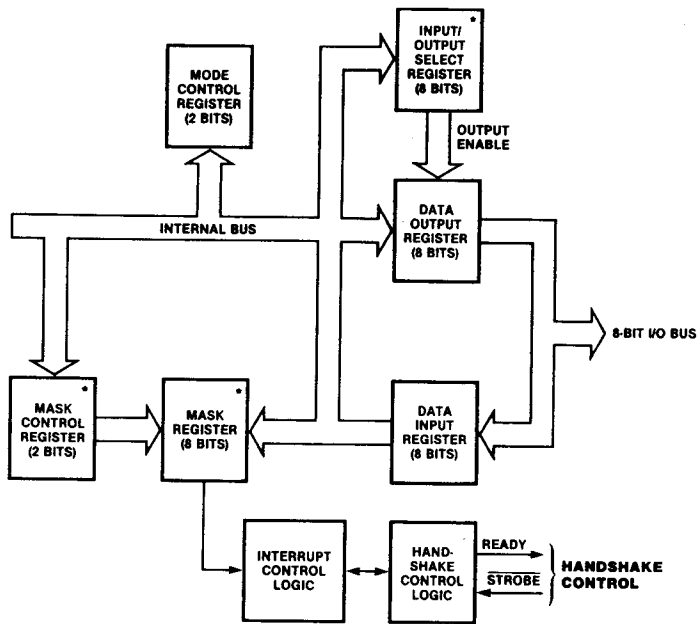 INPUT/ *
OUTPUT
SELECT
REGISTER
(8 BITS)
MODE
CONTROL
REGISTER
(2 BITS)
OUTPUT
ENABLE
INTERNAL BUS
DATA
OUTPUT
REGISTER
(8 BITS)
8-BIT I/O BUS
*
MASK
CONTROL
REGISTER
(2 BITS)
*
MASK
REGISTER
(8 BITS)
DATA
INPUT
REGISTER
(8 BITS)
INTERRUPT
CONTROL
LOGIC
HAND-
SHAKE
CONTROL
LOGIC
READY
STROBE
HANDSHAKE
CONTROL